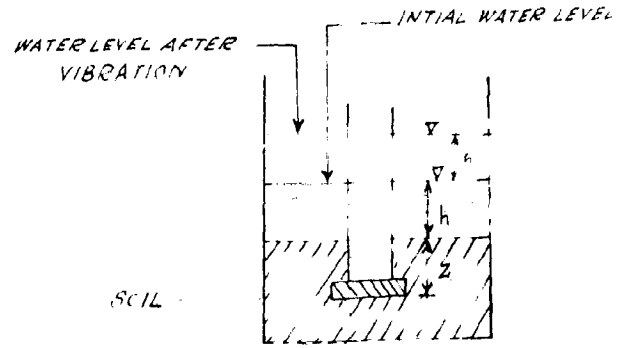 INTIAL WATER LEVEL
WATER LEVEL AFTER
VIBRATION
h
h
Z
SOIL